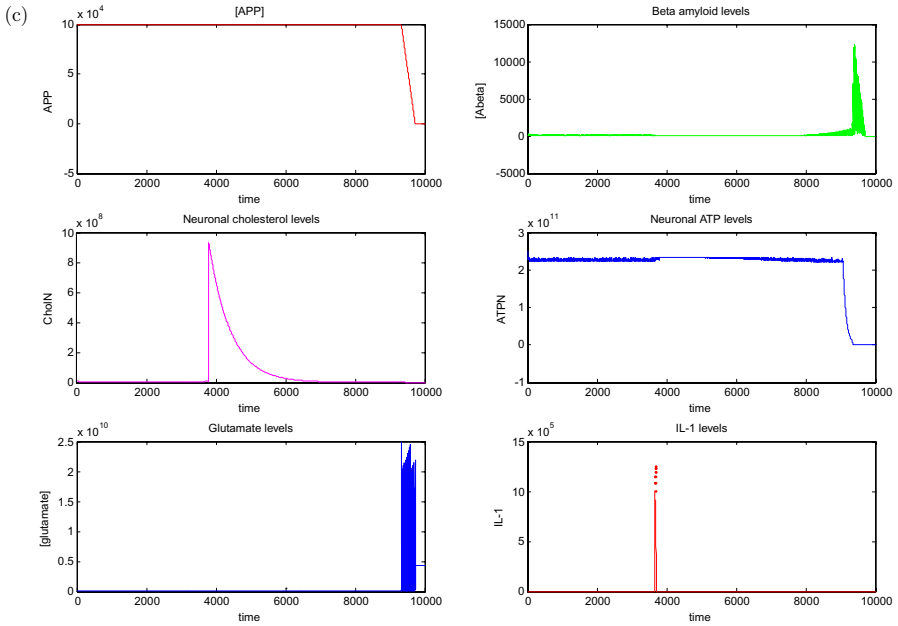 (c)
[APP]
x 10^4
10
5
0
-5
APP
0 2000 4000 6000 8000 10000
time
Beta amyloid levels
15000
10000
5000
0
-5000
[Abeta]
0 2000 4000 6000 8000 10000
time
Neuronal cholesterol levels
x 10^8
10
8
6
4
2
0
CholN
0 2000 4000 6000 8000 10000
time
Neuronal ATP levels
x 10^11
3
2
1
0
-1
ATPN
0 2000 4000 6000 8000 10000
time
Glutamate levels
x 10^10
2.5
2
1.5
1
0.5
0
[glutamate]
0 2000 4000 6000 8000 10000
time
IL-1 levels
x 10^5
15
10
5
0
IL-1
0 2000 4000 6000 8000 10000
time